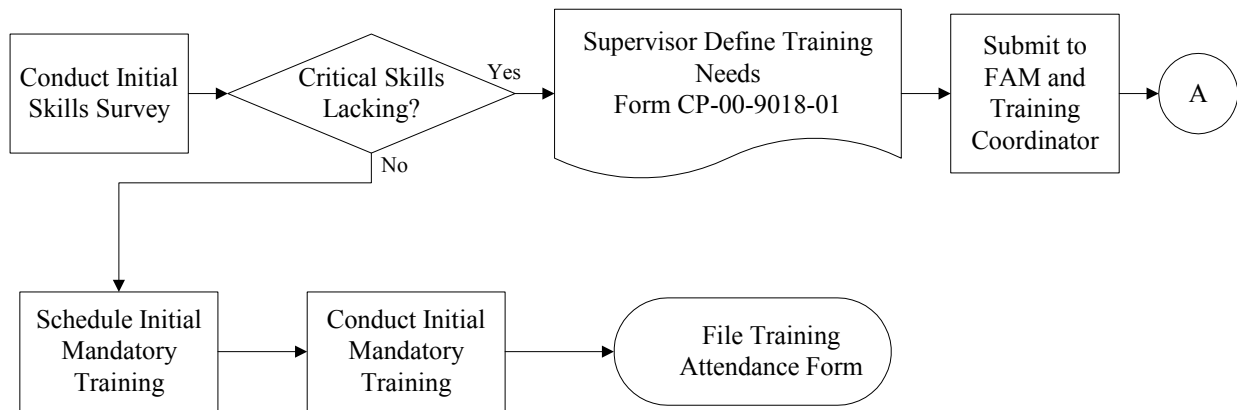 Conduct Initial
Skills Survey
Critical Skills
Lacking?
Yes
No
Supervisor Define Training
Needs
Form CP-00-9018-01
Submit to
FAM and
Training
Coordinator
A
Schedule Initial
Mandatory
Training
Conduct Initial
Mandatory
Training
File Training
Attendance Form